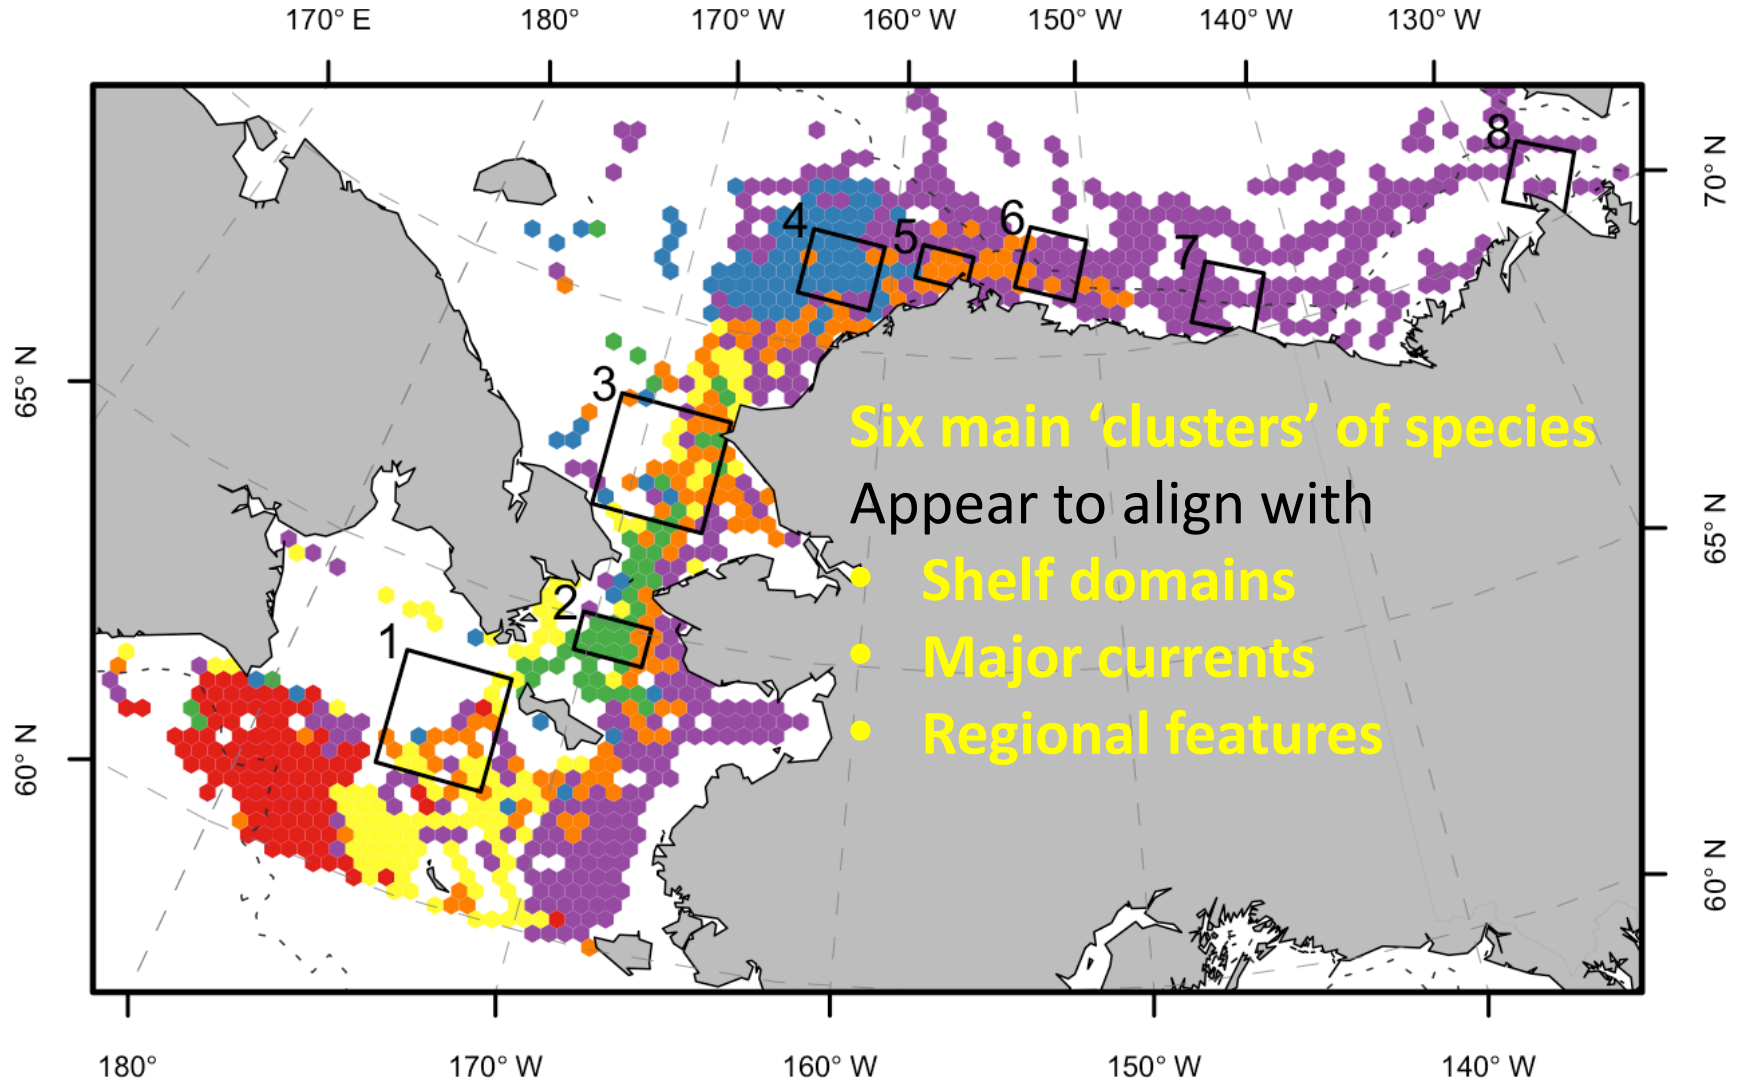 170° E 180° 170° W 160° W 150° W 140° W 130° W
70° N
65° N
65° N
60° N
60° N
8
4
5
6
7
3
2
1
Six main ‘clusters’ of species
Appear to align with
• Shelf domains
• Major currents
• Regional features
180° 170° W 160° W 150° W 140° W